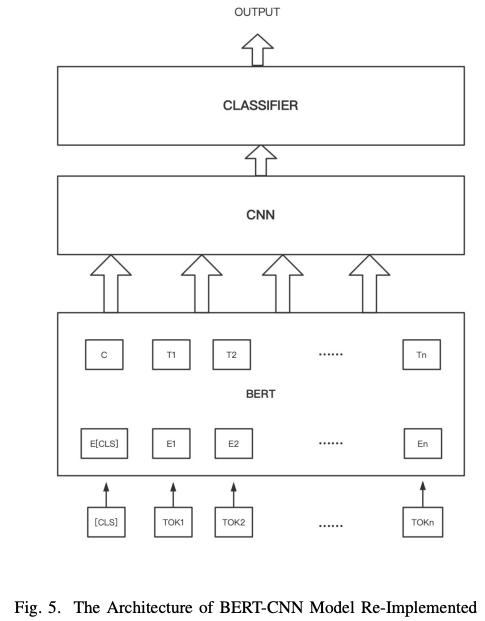 OUTPUT
CLASSIFIER
CNN
C T1 T2 ...... Tn
BERT
E[CLS] E1 E2 ...... En
[CLS] TOK1 TOK2 ...... TOKn
Fig. 5. The Architecture of BERT-CNN Model Re-Implemented